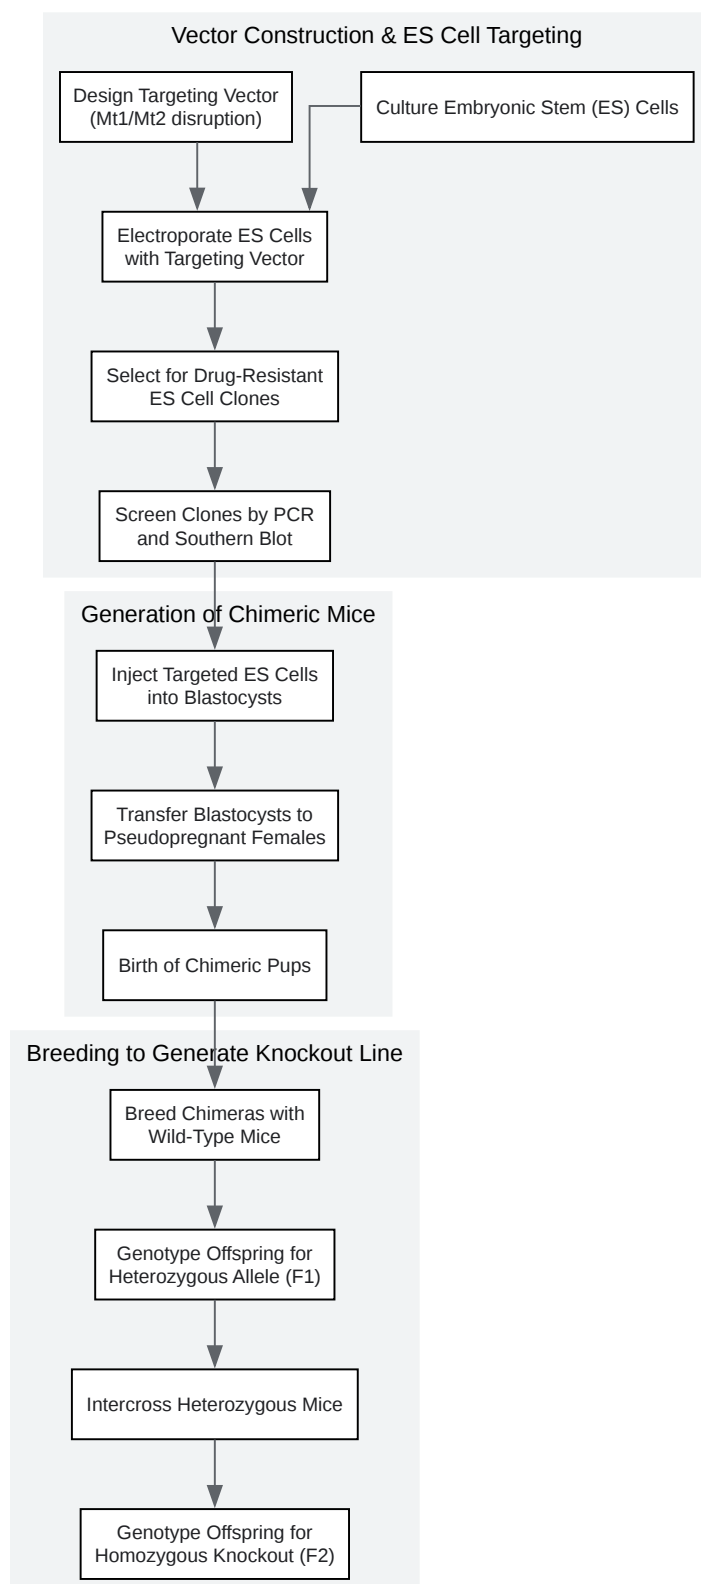 Vector Construction & ES Cell Targeting
Design Targeting Vector
(Mt1/Mt2 disruption)
Culture Embryonic Stem (ES) Cells
Electroporate ES Cells
with Targeting Vector
Select for Drug-Resistant
ES Cell Clones
Screen Clones by PCR
and Southern Blot
Generation of Chimeric Mice
Inject Targeted ES Cells
into Blastocysts
Transfer Blastocysts to
Pseudopregnant Females
Birth of Chimeric Pups
Breeding to Generate Knockout Line
Breed Chimeras with
Wild-Type Mice
Genotype Offspring for
Heterozygous Allele (F1)
Intercross Heterozygous Mice
Genotype Offspring for
Homozygous Knockout (F2)